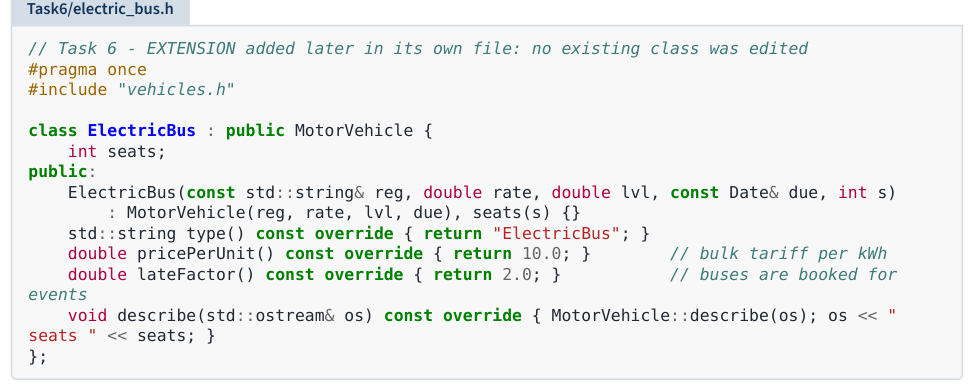 Task6/electric_bus.h
// Task 6 - EXTENSION added later in its own file: no existing class was edited
#pragma once
#include "vehicles.h"
class ElectricBus : public MotorVehicle {
    int seats;
public:
    ElectricBus(const std::string& reg, double rate, double lvl, const Date& due, int s)
        : MotorVehicle(reg, rate, lvl, due), seats(s) {}
    std::string type() const override { return "ElectricBus"; }
    double pricePerUnit() const override { return 10.0; }        // bulk tariff per kWh
    double lateFactor() const override { return 2.0; }           // buses are booked for
events
    void describe(std::ostream& os) const override { MotorVehicle::describe(os); os << "
seats " << seats; }
};